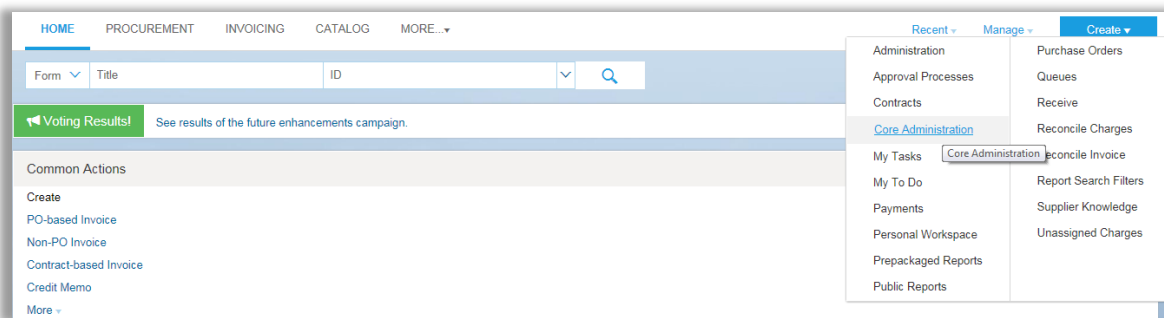 HOME PROCUREMENT INVOICING CATALOG MORE...
Recent Manage Create
Form Title ID
Voting Results! See results of the future enhancements campaign.
Common Actions
Create
PO-based Invoice
Non-PO Invoice
Contract-based Invoice
Credit Memo
More
Administration
Approval Processes
Contracts
Core Administration
Core Administration
My Tasks
My To Do
Payments
Personal Workspace
Prepackaged Reports
Public Reports
Purchase Orders
Queues
Receive
Reconcile Charges
econcile Invoice
Report Search Filters
Supplier Knowledge
Unassigned Charges